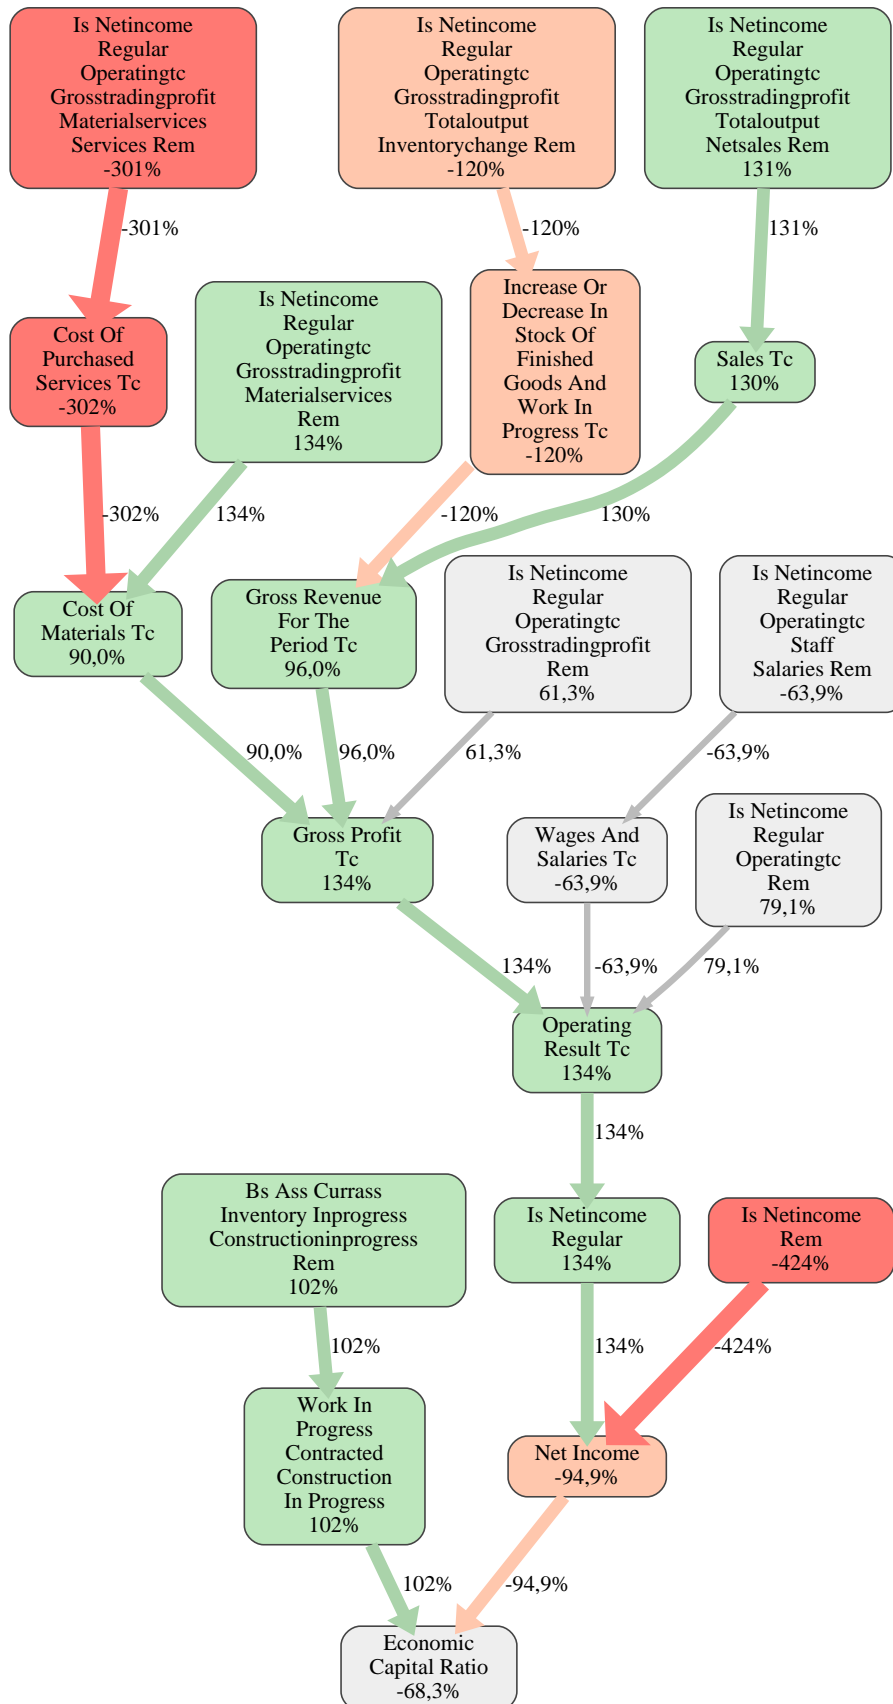 Is Netincome
Regular
Operatingtc
Grosstradingprofit
Materialservices
Services Rem
-301%
Is Netincome
Regular
Operatingtc
Grosstradingprofit
Totaloutput
Inventorychange Rem
-120%
Is Netincome
Regular
Operatingtc
Grosstradingprofit
Totaloutput
Netsales Rem
131%
-301%
-120%
131%
Cost Of
Purchased
Services Tc
-302%
Is Netincome
Regular
Operatingtc
Grosstradingprofit
Materialservices
Rem
134%
Increase Or
Decrease In
Stock Of
Finished
Goods And
Work In
Progress Tc
-120%
Sales Tc
130%
-302%
134%
-120%
130%
Cost Of
Materials Tc
90,0%
Gross Revenue
For The
Period Tc
96,0%
Is Netincome
Regular
Operatingtc
Grosstradingprofit
Rem
61,3%
Is Netincome
Regular
Operatingtc
Staff
Salaries Rem
-63,9%
90,0%
96,0%
61,3%
-63,9%
Gross Profit
Tc
134%
Wages And
Salaries Tc
-63,9%
Is Netincome
Regular
Operatingtc
Rem
79,1%
134%
-63,9%
79,1%
Operating
Result Tc
134%
134%
Bs Ass Currass
Inventory Inprogress
Constructioninprogress
Rem
102%
Is Netincome
Regular
134%
Is Netincome
Rem
-424%
102%
134%
-424%
Work In
Progress
Contracted
Construction
In Progress
102%
Net Income
-94,9%
102%
-94,9%
Economic
Capital Ratio
-68,3%